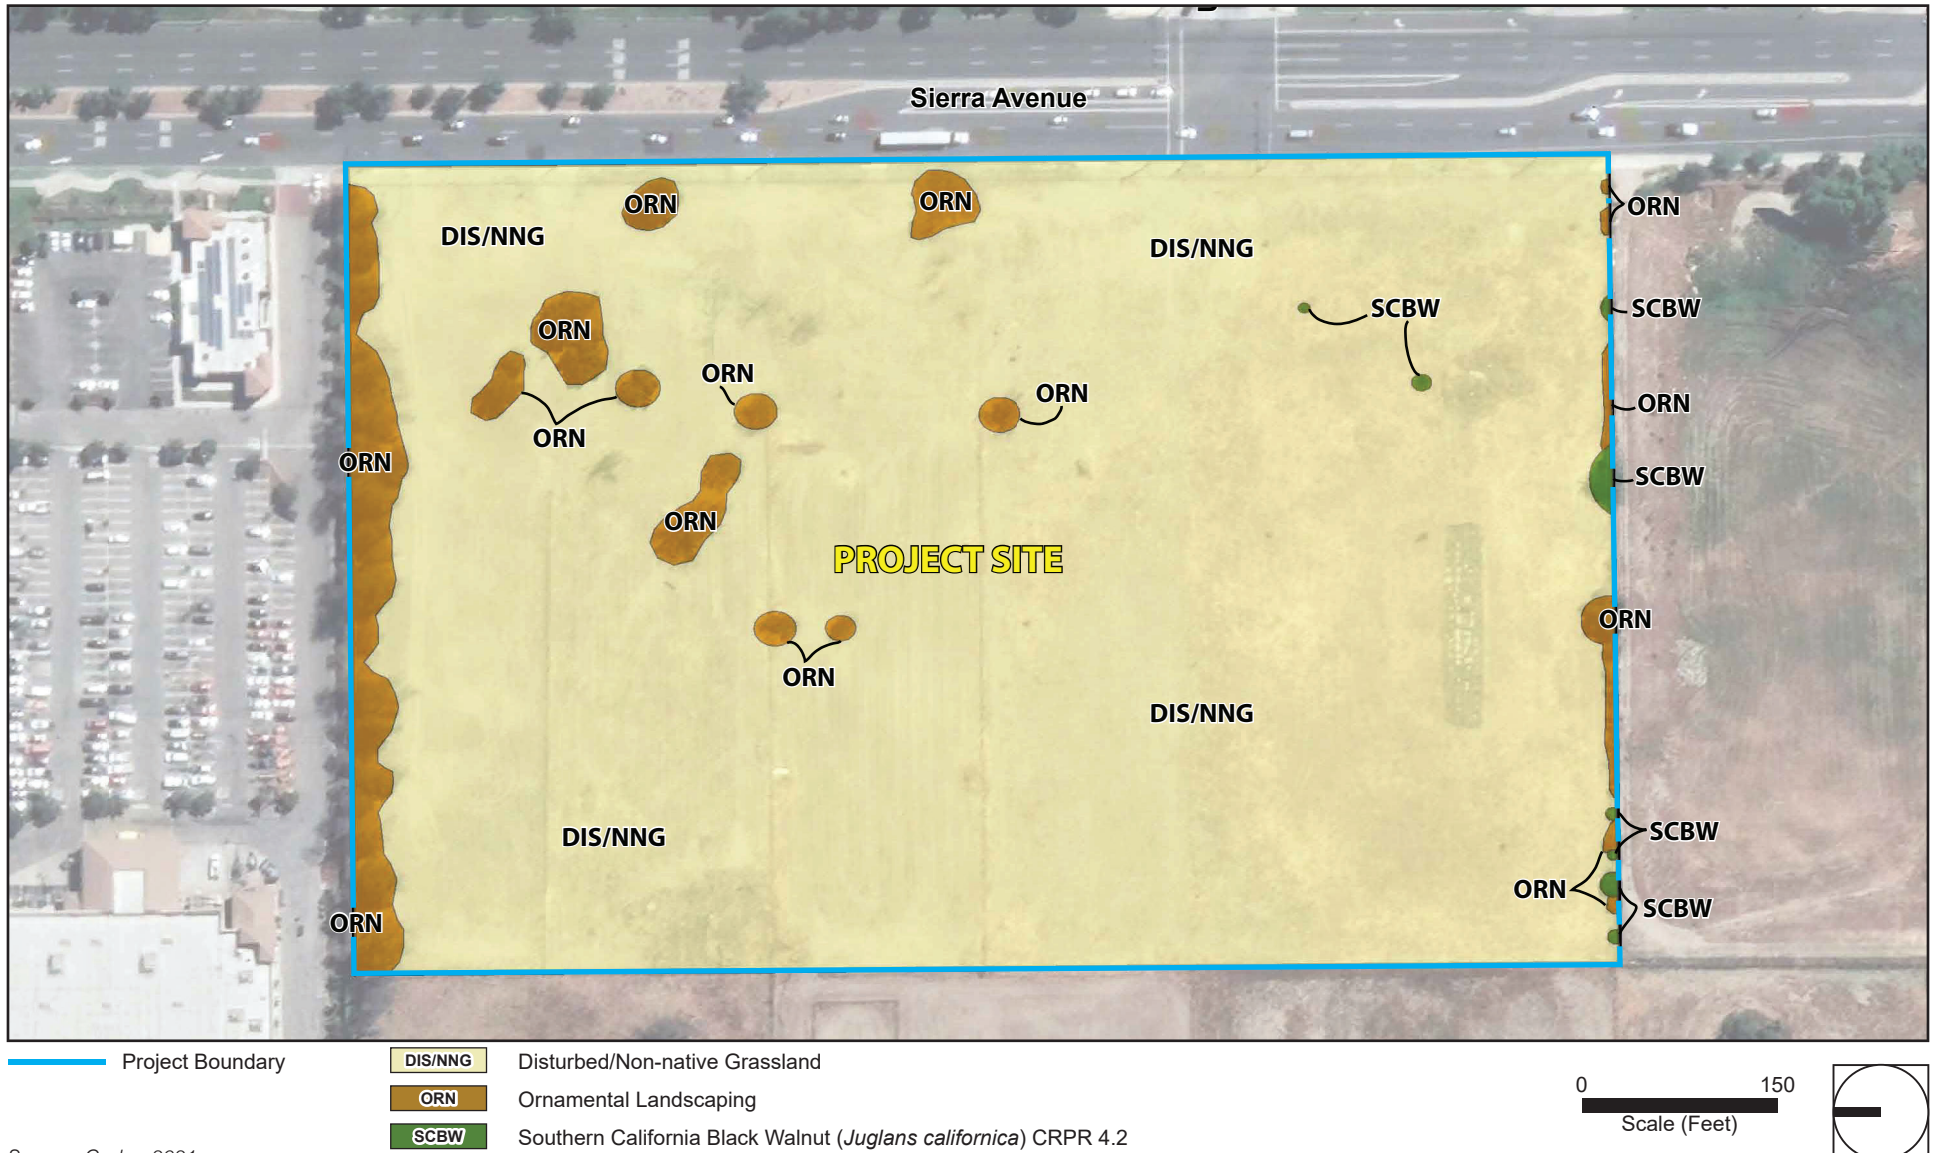 Sierra Avenue
ORN
ORN
ORN
DIS/NNG
DIS/NNG
SCBW
SCBW
ORN
ORN
ORN
ORN
ORN
ORN
ORN
SCBW
ORN
PROJECT SITE
ORN
ORN
DIS/NNG
DIS/NNG
SCBW
ORN
SCBW
ORN
Project Boundary
DIS/NNG Disturbed/Non-native Grassland
ORN Ornamental Landscaping
SCBW Southern California Black Walnut (Juglans californica) CRPR 4.2
0 150
Scale (Feet)